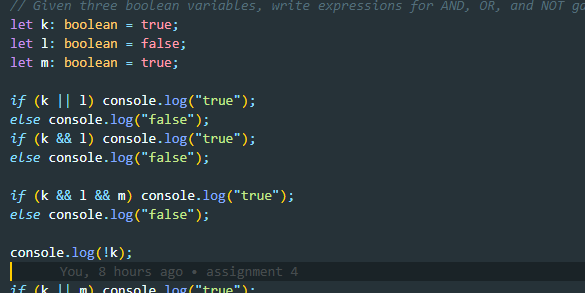 // Given three boolean variables, write expressions for AND, OR, and NOT
let k: boolean = true;
let l: boolean = false;
let m: boolean = true;
if (k || l) console.log("true");
else console.log("false");
if (k && l) console.log("true");
else console.log("false");
if (k && l && m) console.log("true");
else console.log("false");
console.log(!k);
You, 8 hours ago • assignment 4
if (k || m) console.log("true");